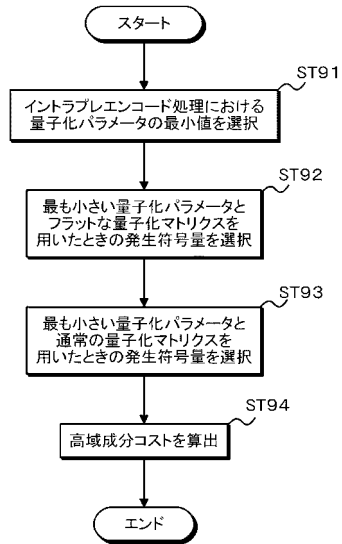 スタート
ST91
イントラプレエンコード処理における
量子化パラメータの最小値を選択
ST92
最も小さい量子化パラメータと
フラットな量子化マトリクスを
用いたときの発生符号量を選択
ST93
最も小さい量子化パラメータと
通常の量子化マトリクスを
用いたときの発生符号量を選択
ST94
高域成分コストを算出
エンド